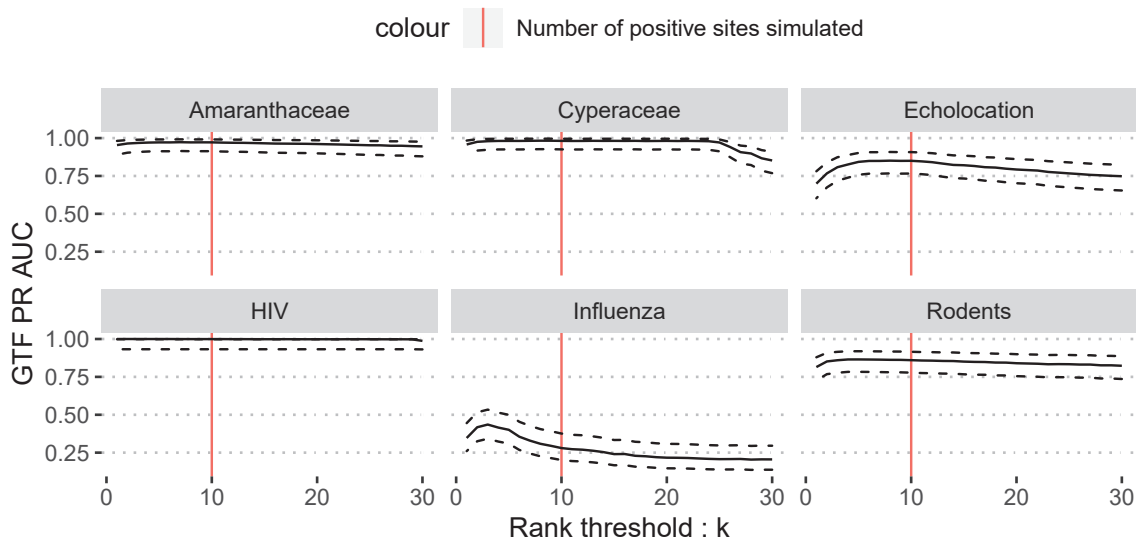 colour Number of positive sites simulated
Amaranthaceae Cyperaceae Echolocation
1.00
0.75
0.50
0.25
HIV Influenza Rodents
1.00
0.75
0.50
0.25
0 10 20 30 0 10 20 30 0 10 20 30
GTF PR AUC
Rank threshold : k